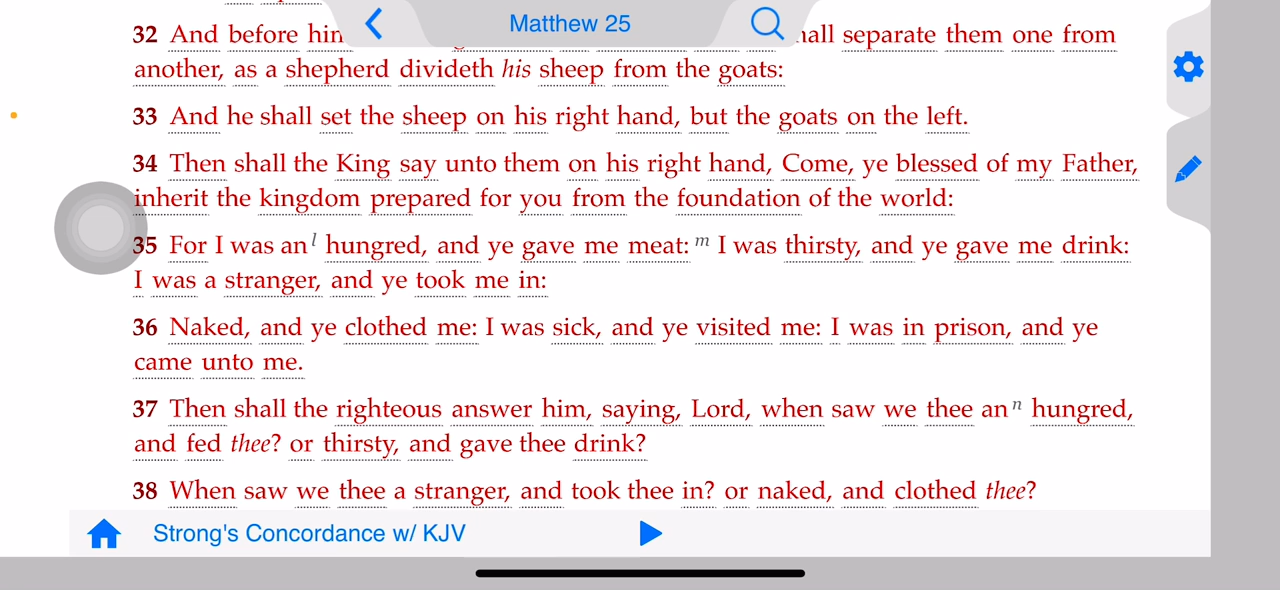 Matthew 25
32 And before him shall separate them one from
another, as a shepherd divideth his sheep from the goats:
33 And he shall set the sheep on his right hand, but the goats on the left.
34 Then shall the King say unto them on his right hand, Come, ye blessed of my Father,
inherit the kingdom prepared for you from the foundation of the world:
35 For I was an l hungred, and ye gave me meat: m I was thirsty, and ye gave me drink:
I was a stranger, and ye took me in:
36 Naked, and ye clothed me: I was sick, and ye visited me: I was in prison, and ye
came unto me.
37 Then shall the righteous answer him, saying, Lord, when saw we thee an n hungred,
and fed thee? or thirsty, and gave thee drink?
38 When saw we thee a stranger, and took thee in? or naked, and clothed thee?
Strong's Concordance w/ KJV